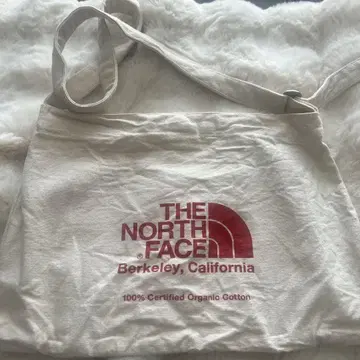 THE
NORTH
FACE
Berkeley, California
100% Certified Organic Cotton